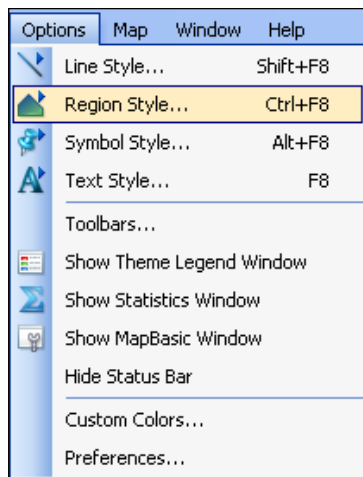 Options Map Window Help
Line Style... Shift+F8
Region Style... Ctrl+F8
Symbol Style... Alt+F8
Text Style... F8
Toolbars...
Show Theme Legend Window
Show Statistics Window
Show MapBasic Window
Hide Status Bar
Custom Colors...
Preferences...